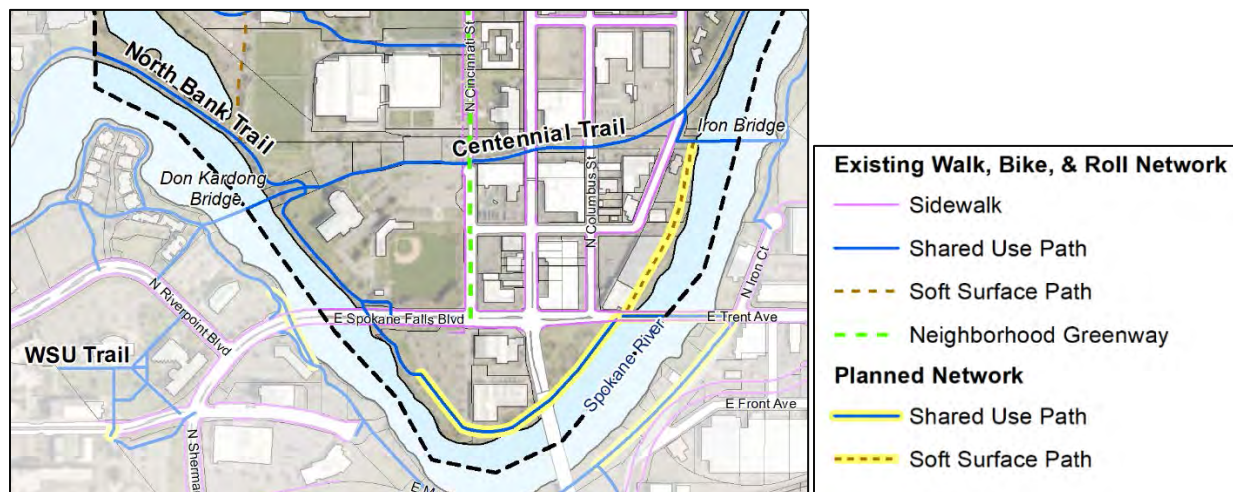 N Cincinnati St
North Bank Trail
Centennial Trail
Iron Bridge
Don Kardong
Bridge
N Columbus St
N Iron Ct
N Riverpoint Blvd
E Spokane Falls Blvd
E Trent Ave
WSU Trail
Spokane River
E Front Ave
N Sherma
E M
Existing Walk, Bike, & Roll Network
Sidewalk
Shared Use Path
Soft Surface Path
Neighborhood Greenway
Planned Network
Shared Use Path
Soft Surface Path